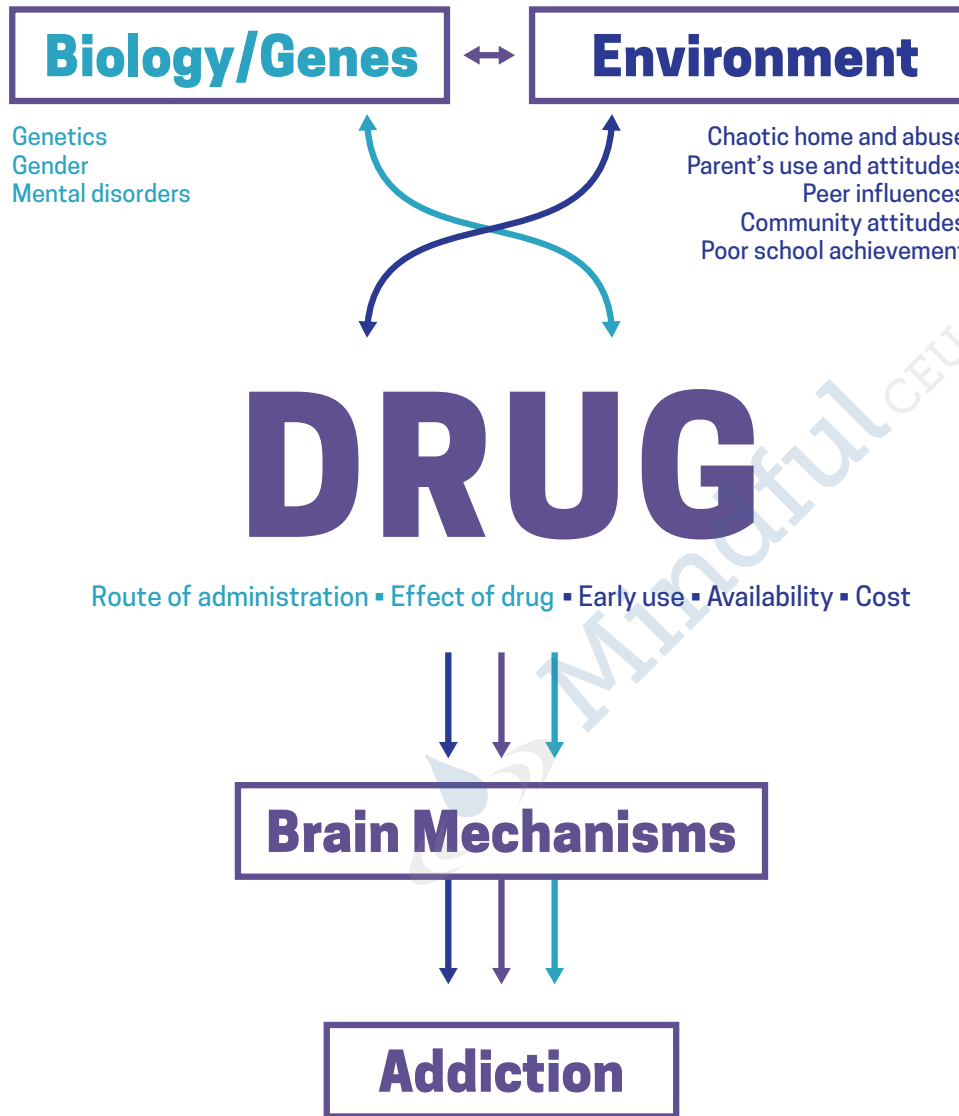 Biology/Genes
Environment
Genetics
Gender
Mental disorders
Chaotic home and abuse
Parent's use and attitudes
Peer influences
Community attitudes
Poor school achievement
DRUG
Route of administration ▪ Effect of drug ▪ Early use ▪ Availability ▪ Cost
Mindful CEU
Brain Mechanisms
Addiction